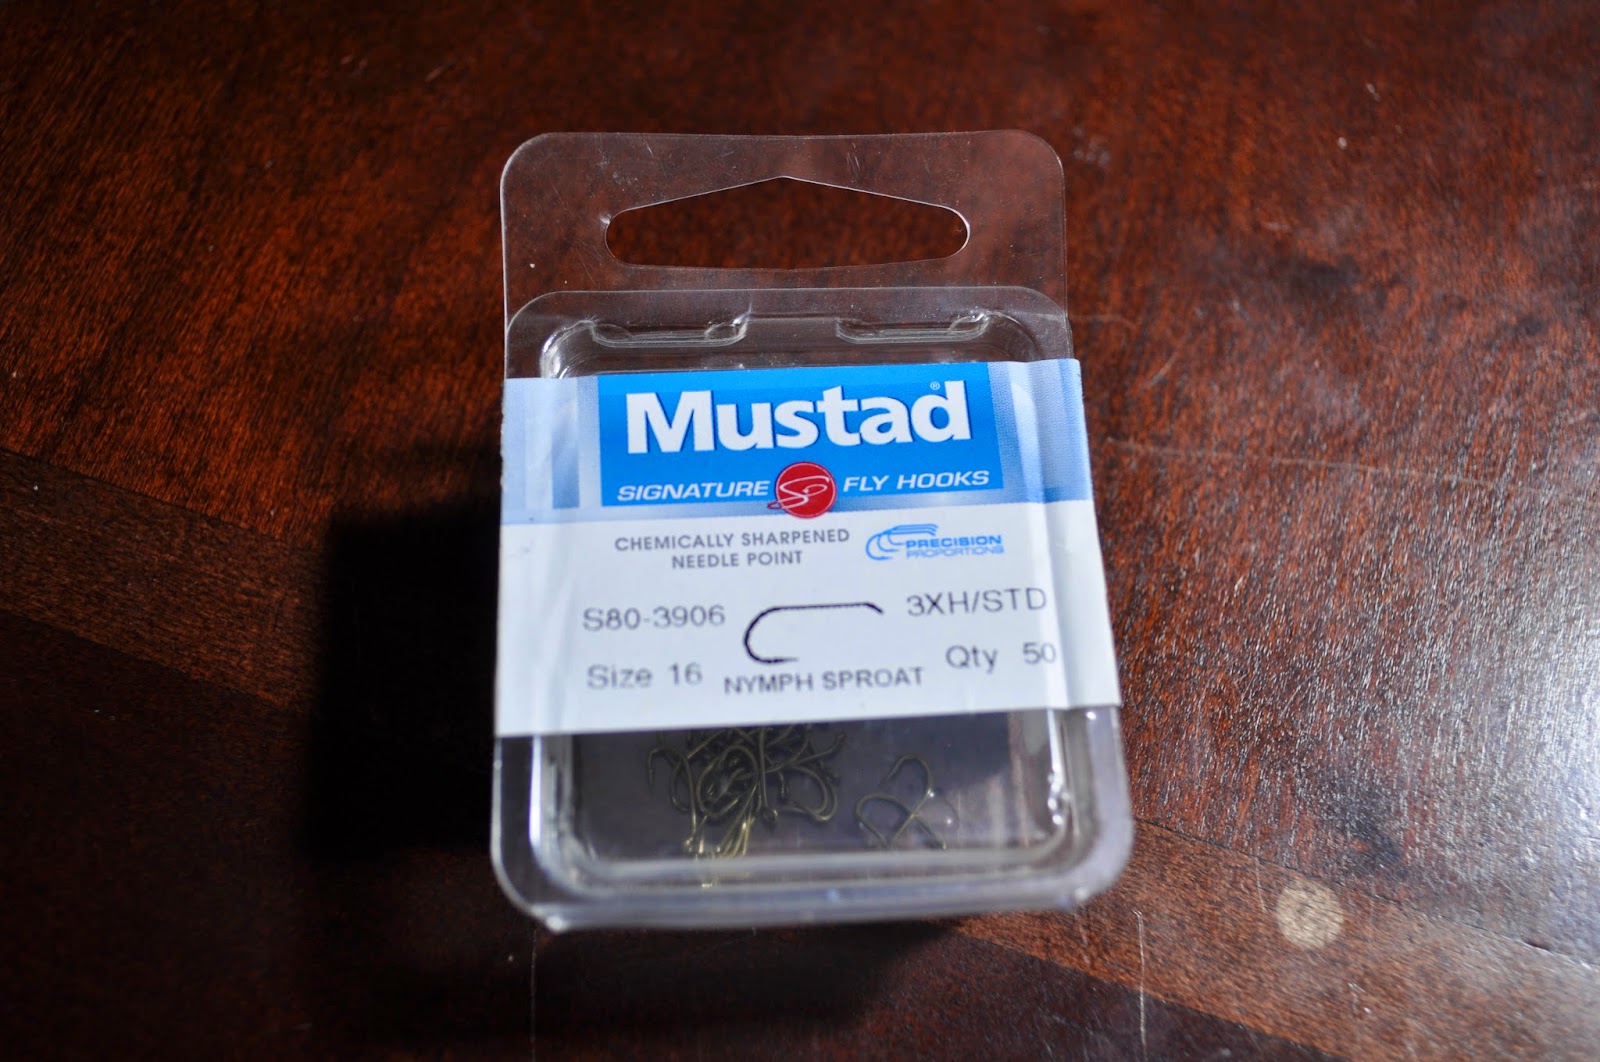 Mustad®
SIGNATURE FLY HOOKS
CHEMICALLY SHARPENED
NEEDLE POINT
PRECISION
PROPORTIONS
S80-3906
3XH/STD
Size 16
NYMPH SPROAT
Qty 50